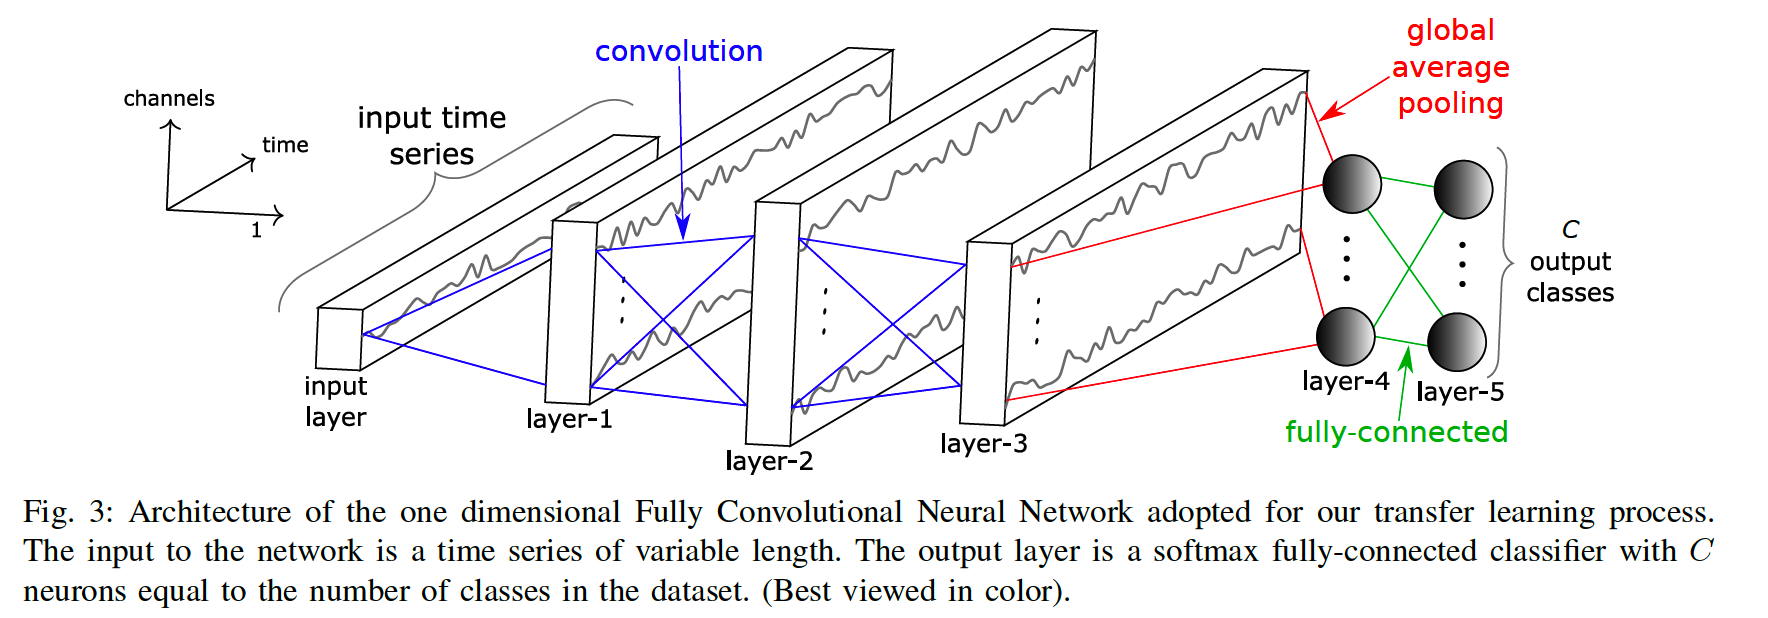 channels
time
1
input time
series
convolution
global
average
pooling
C
output
classes
input
layer
layer-1
layer-2
layer-3
layer-4
layer-5
fully-connected
Fig. 3: Architecture of the one dimensional Fully Convolutional Neural Network adopted for our transfer learning process.
The input to the network is a time series of variable length. The output layer is a softmax fully-connected classifier with C
neurons equal to the number of classes in the dataset. (Best viewed in color).